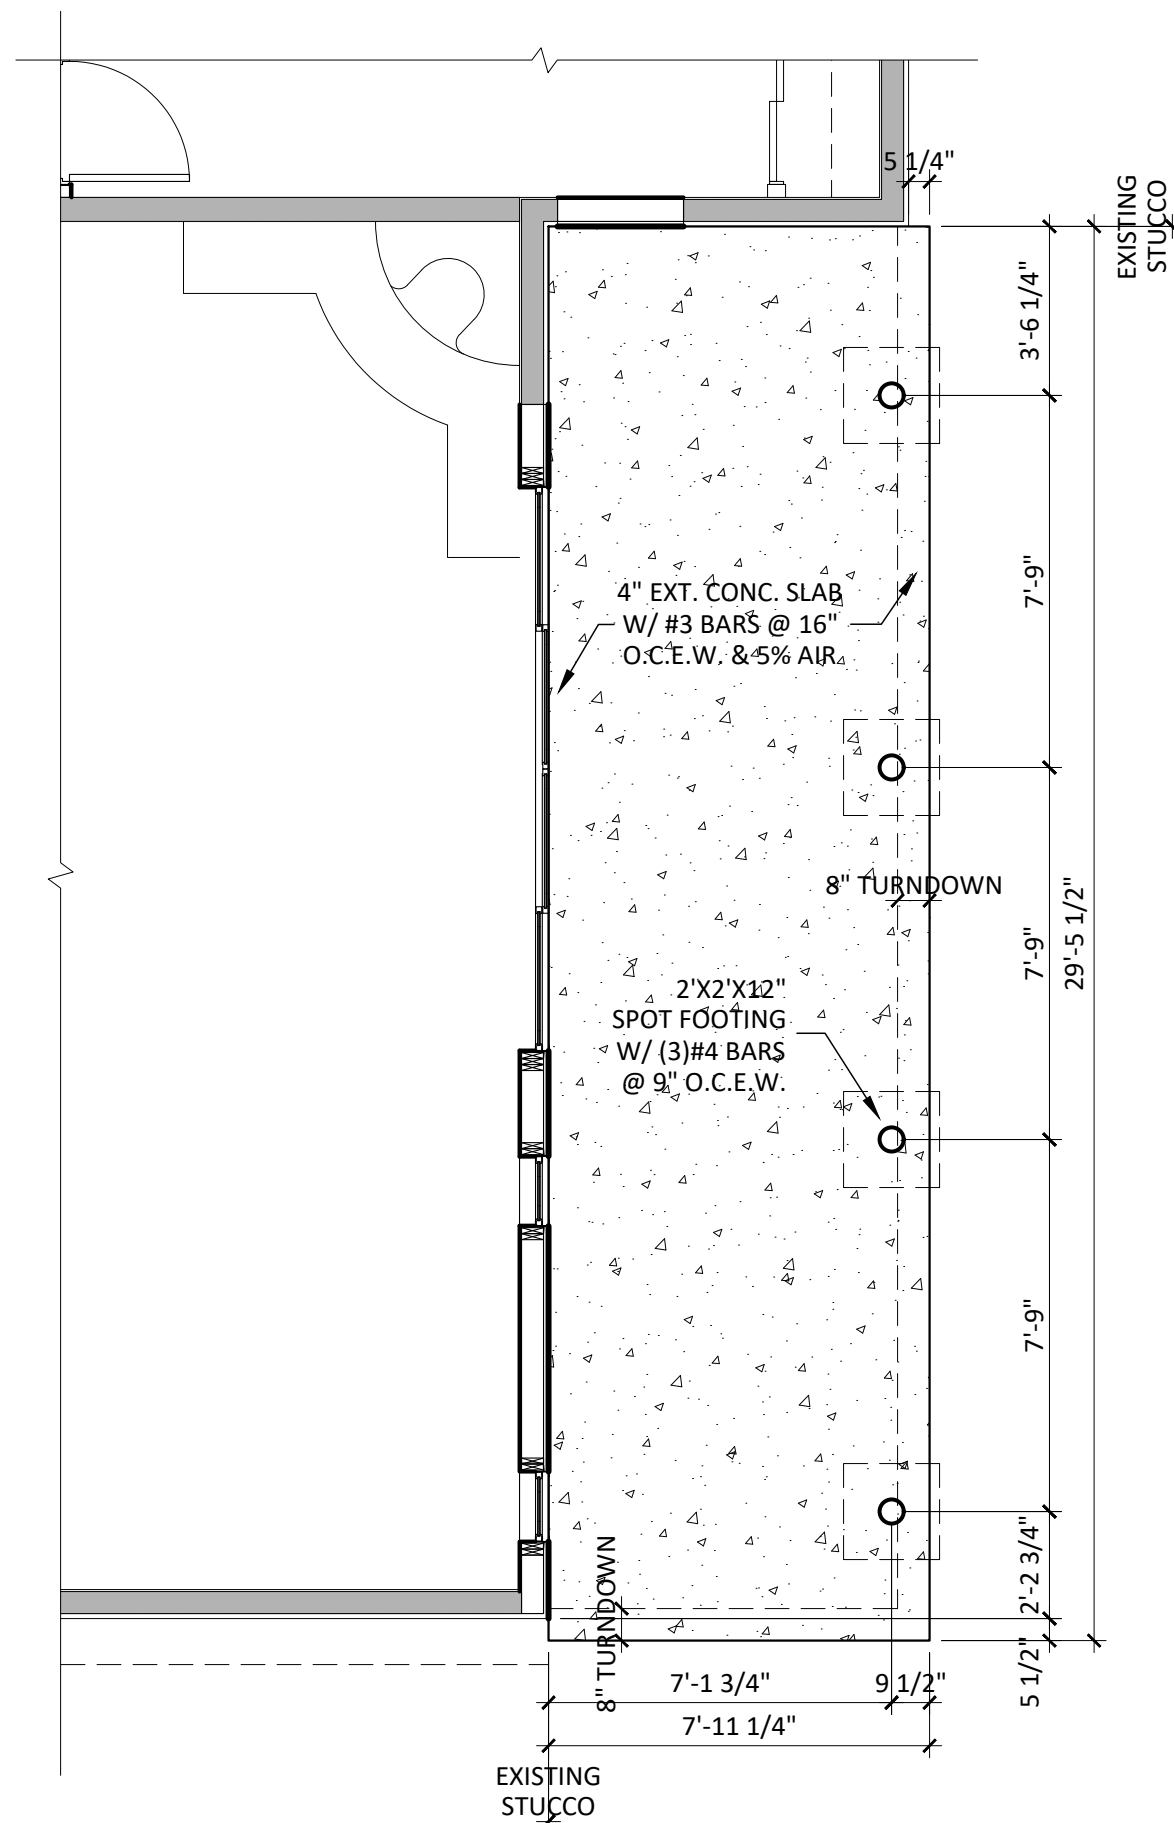 5 1/4"
EXISTING
STUCCO
3'-6 1/4"
7'-9"
4" EXT. CONC. SLAB
W/ #3 BARS @ 16"
O.C.E.W. & 5% AIR
8" TURNDOWN
7'-9"
29'-5 1/2"
2'X2'X12"
SPOT FOOTING
W/ (3)#4 BARS
@ 9" O.C.E.W.
7'-9"
2'-2 3/4"
8" TURNDOWN
5 1/2"
7'-1 3/4"
9 1/2"
7'-11 1/4"
EXISTING
STUCCO